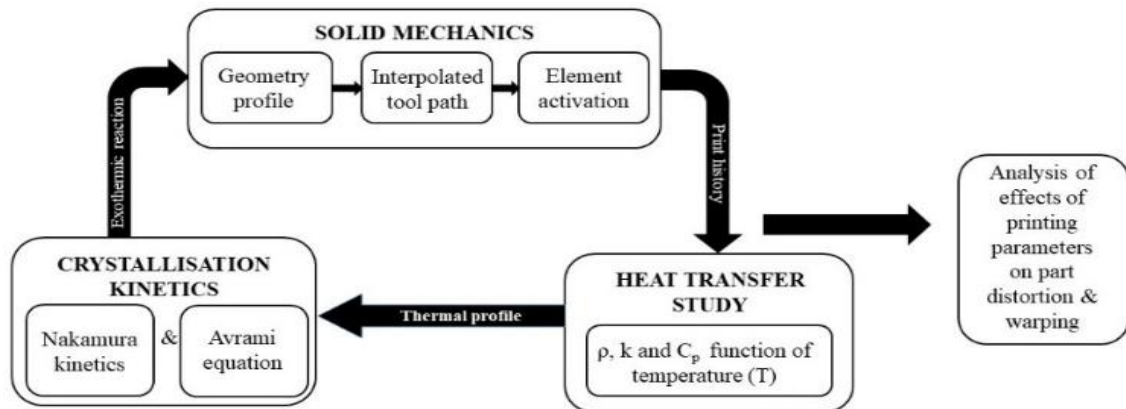 SOLID MECHANICS
Geometry
profile
Interpolated
tool path
Element
activation
Exothermic reaction
Print history
Analysis of
effects of
printing
parameters
on part
distortion &
warping
CRYSTALLISATION
KINETICS
Nakamura
kinetics
&
Avrami
equation
Thermal profile
HEAT TRANSFER
STUDY
ρ, k and Cₚ function of
temperature (T)